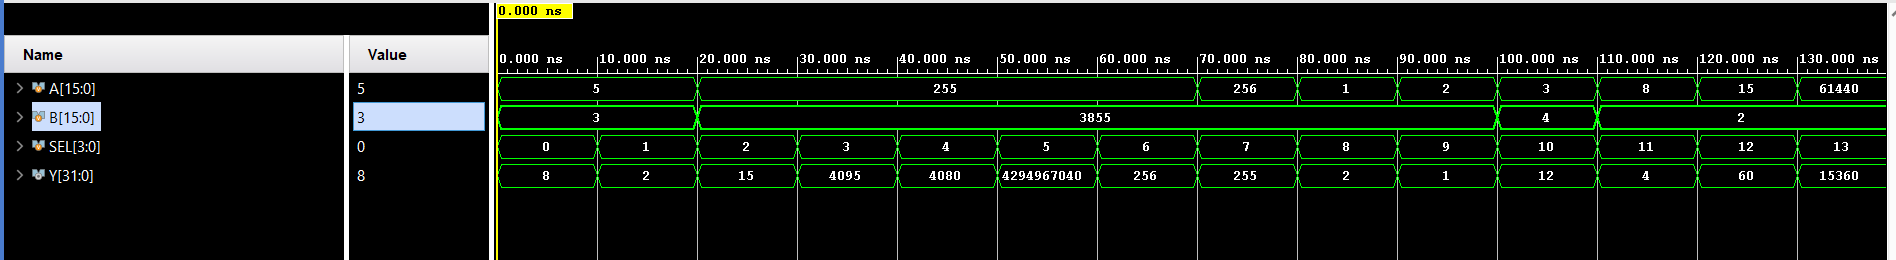 0.000 ns
Name Value
0.000 ns 10.000 ns 20.000 ns 30.000 ns 40.000 ns 50.000 ns 60.000 ns 70.000 ns 80.000 ns 90.000 ns 100.000 ns 110.000 ns 120.000 ns 130.000 ns
A[15:0] 5 5 255 256 1 2 3 8 15 61440
B[15:0] 3 3 3855 4 2
SEL[3:0] 0 0 1 2 3 4 5 6 7 8 9 10 11 12 13
Y[31:0] 8 8 2 15 4095 4080 4294967040 256 255 2 1 12 4 60 15360